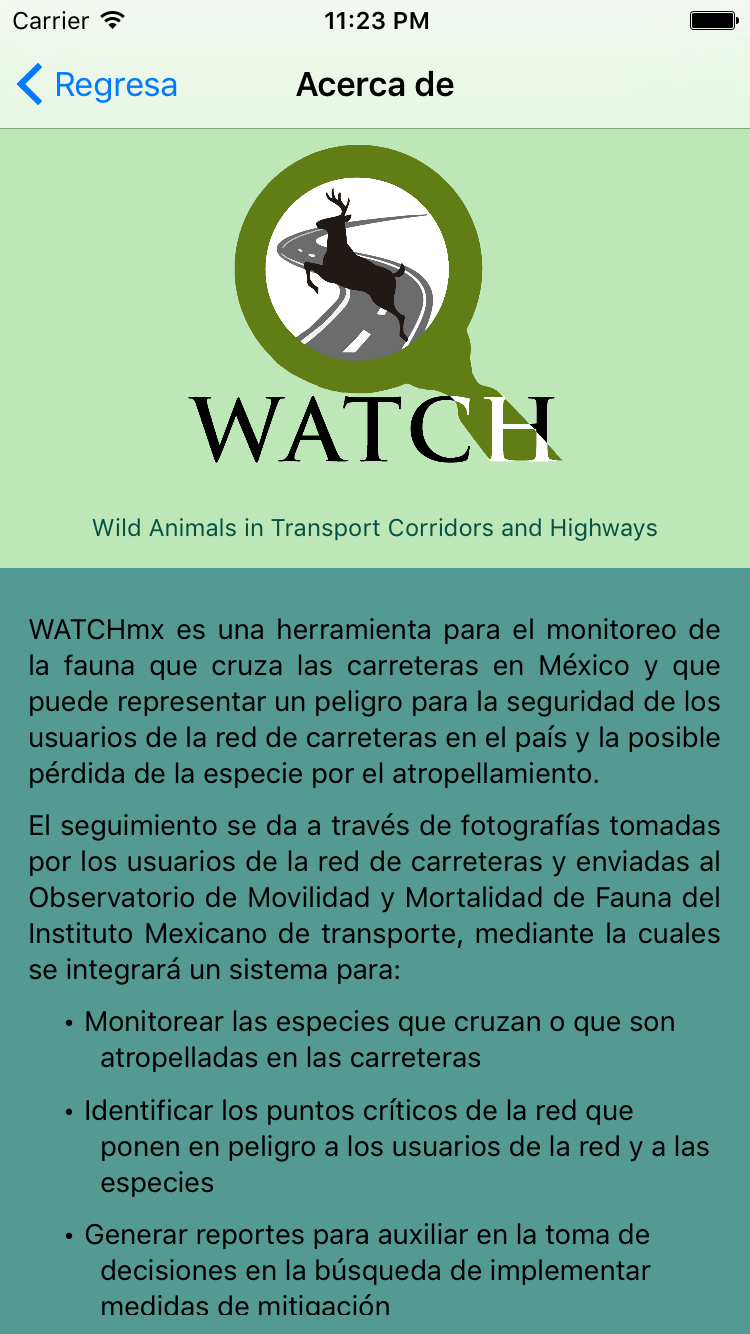 Carrier 11:23 PM
Regresa Acerca de
WATCH
Wild Animals in Transport Corridors and Highways
WATCHmx es una herramienta para el monitoreo de
la fauna que cruza las carreteras en México y que
puede representar un peligro para la seguridad de los
usuarios de la red de carreteras en el país y la posible
pérdida de la especie por el atropellamiento.
El seguimiento se da a través de fotografías tomadas
por los usuarios de la red de carreteras y enviadas al
Observatorio de Movilidad y Mortalidad de Fauna del
Instituto Mexicano de transporte, mediante la cuales
se integrará un sistema para:
• Monitorear las especies que cruzan o que son
atropelladas en las carreteras
• Identificar los puntos críticos de la red que
ponen en peligro a los usuarios de la red y a las
especies
• Generar reportes para auxiliar en la toma de
decisiones en la búsqueda de implementar
medidas de mitigación